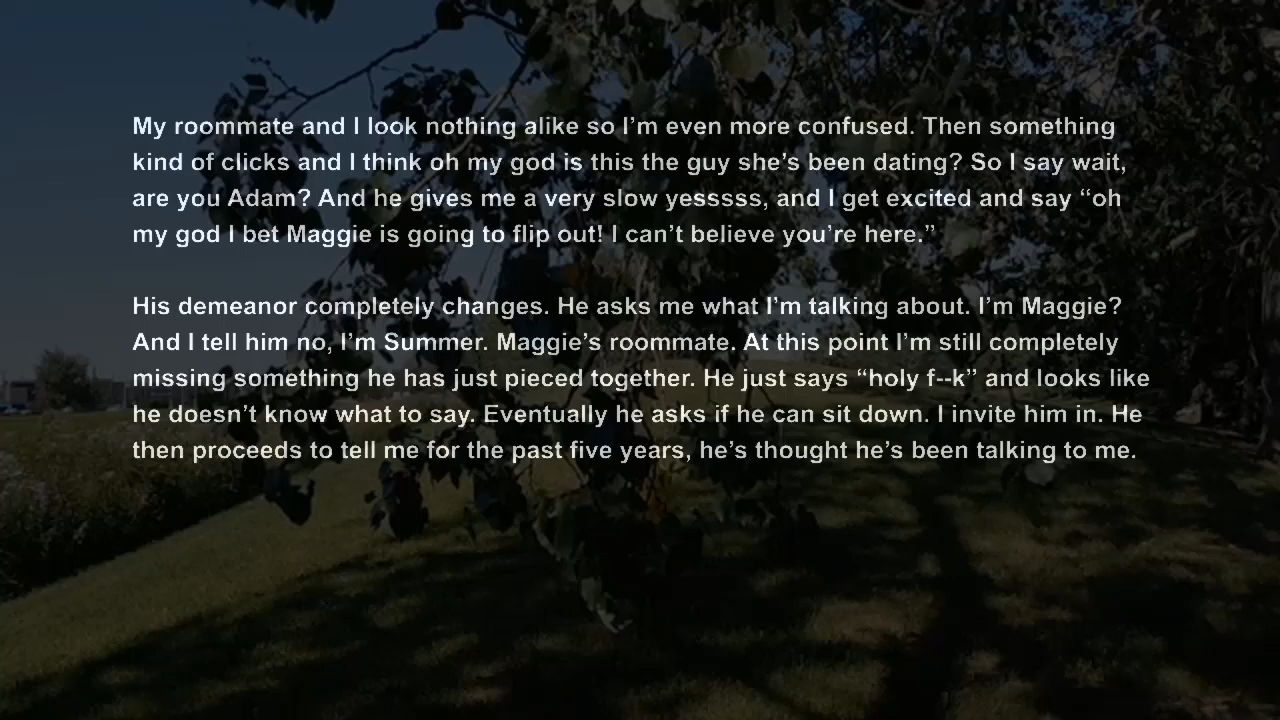 My roommate and I look nothing alike so I’m even more confused. Then something
kind of clicks and I think oh my god is this the guy she’s been dating? So I say wait,
are you Adam? And he gives me a very slow yesssss, and I get excited and say “oh
my god I bet Maggie is going to flip out! I can’t believe you’re here.”
His demeanor completely changes. He asks me what I’m talking about. I’m Maggie?
And I tell him no, I’m Summer. Maggie’s roommate. At this point I’m still completely
missing something he has just pieced together. He just says “holy f--k” and looks like
he doesn’t know what to say. Eventually he asks if he can sit down. I invite him in. He
then proceeds to tell me for the past five years, he’s thought he’s been talking to me.